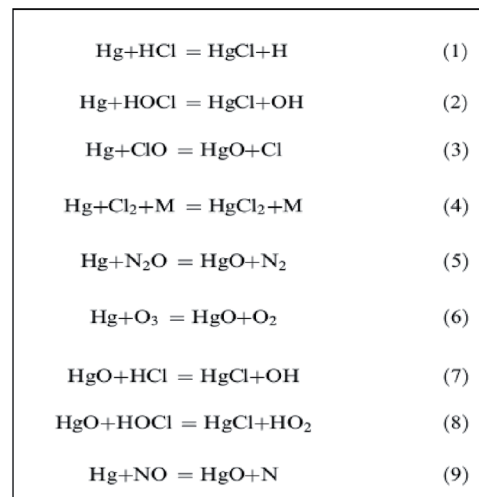 Hg+HCl = HgCl+H (1)
Hg+HOCl = HgCl+OH (2)
Hg+ClO = HgO+Cl (3)
Hg+Cl₂+M = HgCl₂+M (4)
Hg+N₂O = HgO+N₂ (5)
Hg+O₃ = HgO+O₂ (6)
HgO+HCl = HgCl+OH (7)
HgO+HOCl = HgCl+HO₂ (8)
Hg+NO = HgO+N (9)